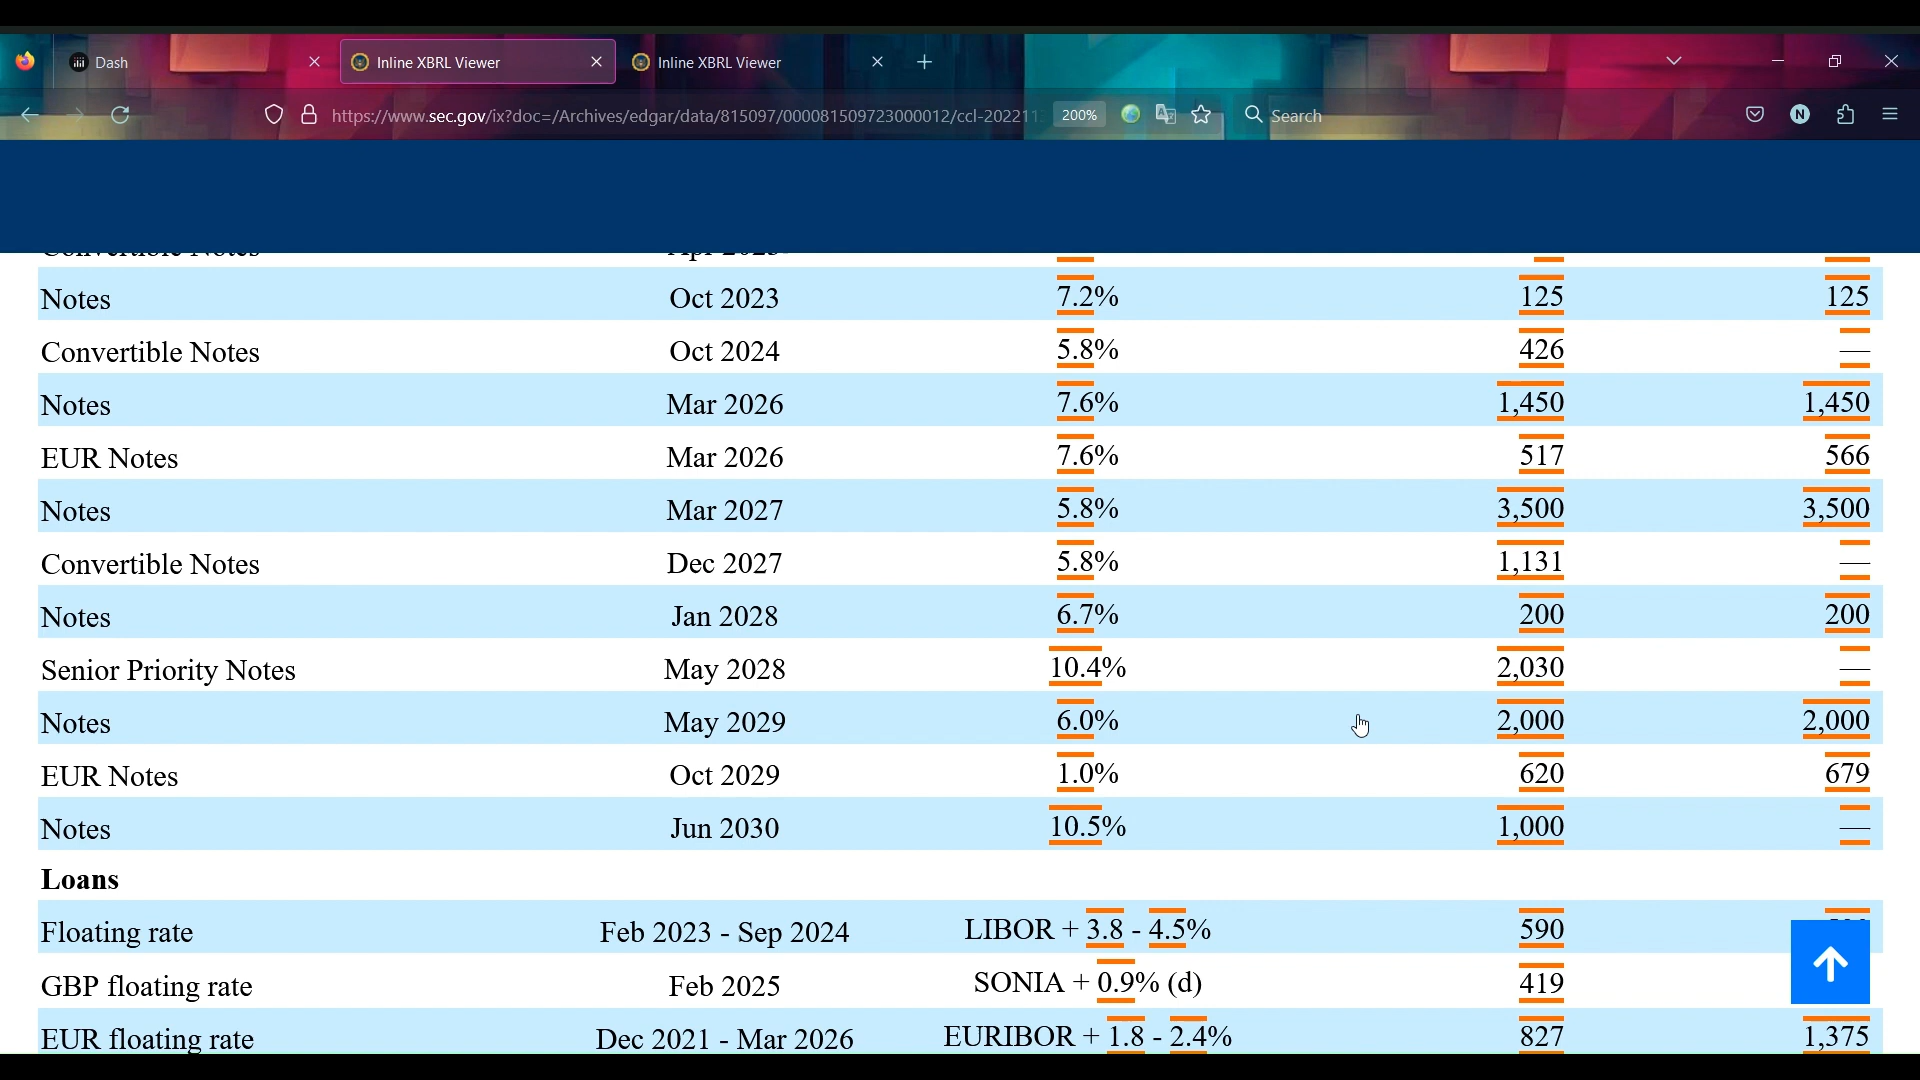 Dash
Inline XBRL Viewer
Inline XBRL Viewer
https://www.sec.gov/ix?doc=/Archives/edgar/data/815097/000081509723000012/ccl-202211
200%
Search
N
Convertible Notes Apr 2023
Notes Oct 2023 7.2% 125 125
Convertible Notes Oct 2024 5.8% 426 —
Notes Mar 2026 7.6% 1,450 1,450
EUR Notes Mar 2026 7.6% 517 566
Notes Mar 2027 5.8% 3,500 3,500
Convertible Notes Dec 2027 5.8% 1,131 —
Notes Jan 2028 6.7% 200 200
Senior Priority Notes May 2028 10.4% 2,030 —
Notes May 2029 6.0% 2,000 2,000
EUR Notes Oct 2029 1.0% 620 679
Notes Jun 2030 10.5% 1,000 —
Loans
Floating rate Feb 2023 - Sep 2024 LIBOR + 3.8 - 4.5% 590
GBP floating rate Feb 2025 SONIA + 0.9% (d) 419
EUR floating rate Dec 2021 - Mar 2026 EURIBOR + 1.8 - 2.4% 827 1,375